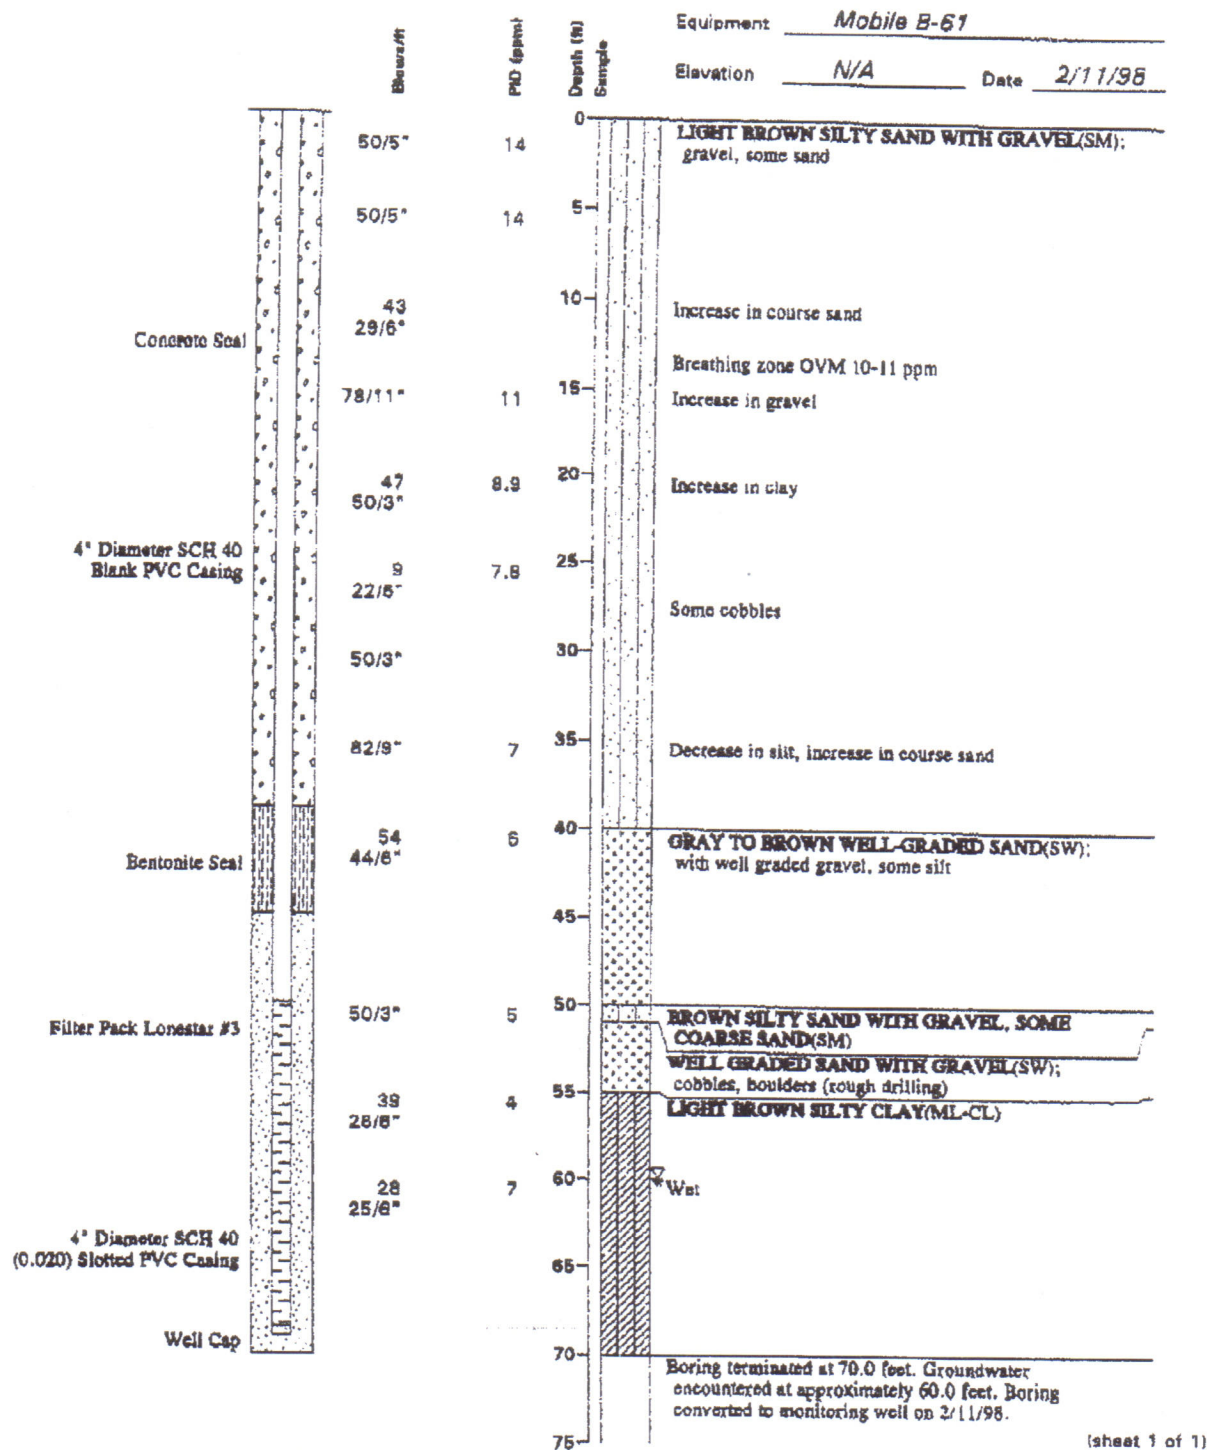 Equipment Mobile B-61
Elevation N/A Date 2/11/98
Blows/ft
PID (ppm)
Depth (ft)
Sample
0
LIGHT BROWN SILTY SAND WITH GRAVEL(SM);
gravel, some sand
50/5" 14
5
50/5" 14
10
43
29/6"
Increase in course sand
Concrete Seal
Breathing zone OVM 10-11 ppm
15
78/11" 11
Increase in gravel
20
47 8.9
50/3"
Increase in clay
25
4" Diameter SCH 40
Blank PVC Casing
9 7.8
22/6"
Some cobbles
30
50/3"
35
82/9" 7
Decrease in silt, increase in course sand
40
54 6
44/6"
GRAY TO BROWN WELL-GRADED SAND(SW);
with well graded gravel, some silt
Bentonite Seal
45
50
50/3" 5
BROWN SILTY SAND WITH GRAVEL, SOME
COARSE SAND(SM)
Filter Pack Lonestar #3
WELL GRADED SAND WITH GRAVEL(SW);
cobbles, boulders (rough drilling)
55
39 4
28/6"
LIGHT BROWN SILTY CLAY(ML-CL)
60
28 7
25/6"
Wet
4" Diameter SCH 40
(0.020) Slotted PVC Casing
65
Well Cap
70
Boring terminated at 70.0 feet. Groundwater
encountered at approximately 60.0 feet. Boring
converted to monitoring well on 2/11/98.
75
(sheet 1 of 1)